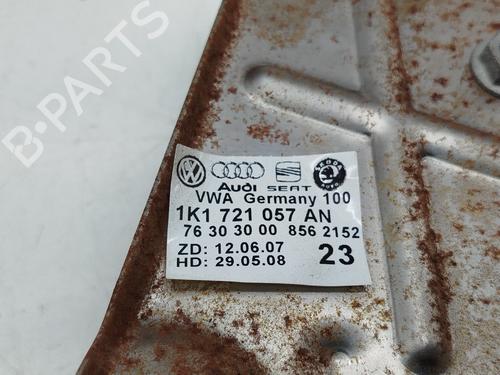 B-PARTS
Audi SEAT SKODA AUTO
VWA Germany 100
1K1 721 057 AN
76 30 30 00 856 2152
ZD: 12.06.07
HD: 29.05.08 23